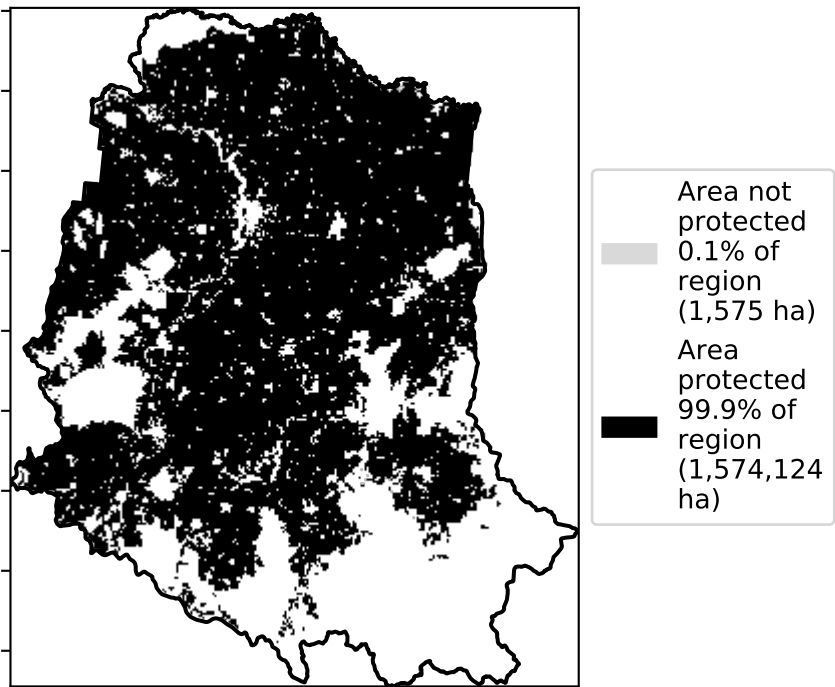 Area not
protected
0.1% of
region
(1,575 ha)
Area
protected
99.9% of
region
(1,574,124
ha)